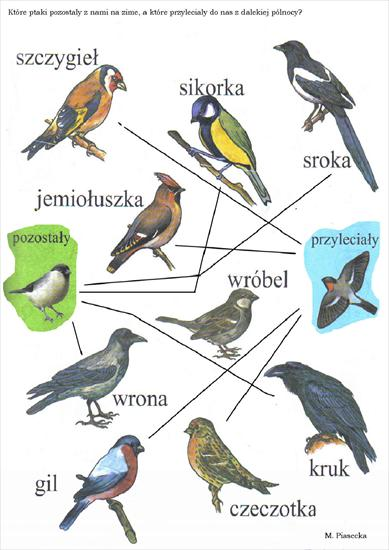 Które ptaki pozostały z nami na zime, a które przyleciały do nas z dalekiej północy?
szczygieł
sikorka
sroka
jemiołuszka
pozostały
przyleciały
wróbel
wrona
kruk
gil
czeczotka
M. Piasecka